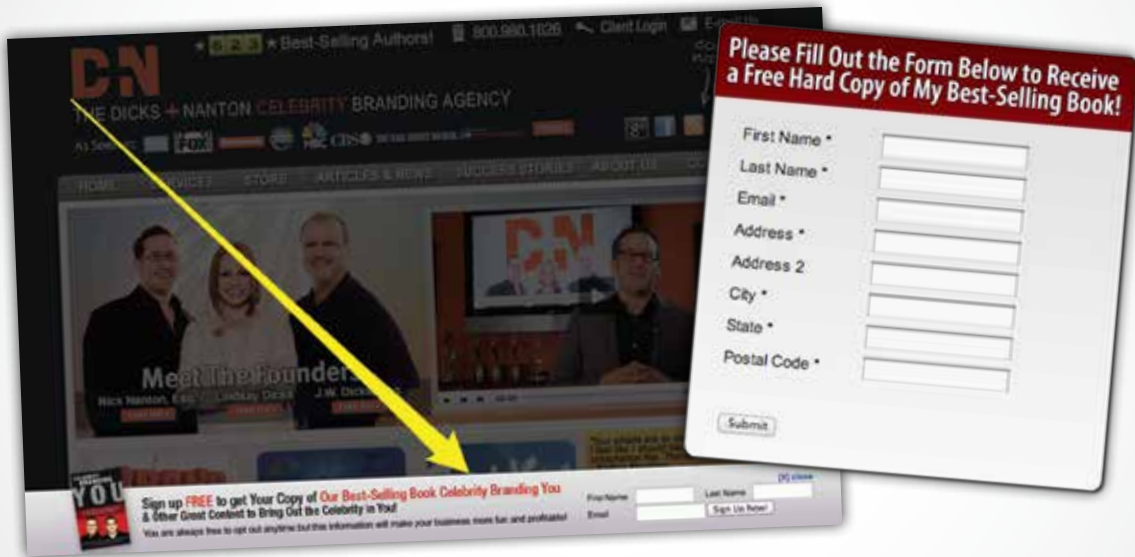 ★ 6 2 3 ★ Best-Selling Authors!
800.980.1626
Client Login
E-mail Us
D+N
THE DICKS + NANTON CELEBRITY BRANDING AGENCY
As Seen
FOX
NBC
CBS
HOME
SERVICES
STORE
ARTICLES & NEWS
SUCCESS STORIES
ABOUT US
D+N
Meet The Founders
Nick Nanton, Esq.
Lindsay Dicks
J.W. Dicks
YOU
Sign up FREE to get Your Copy of Our Best-Selling Book Celebrity Branding You
& Other Great Content to Bring Out the Celebrity in You!
You are always free to opt out anytime but this information will make your business more fun and profitable!
First Name
Last Name
Email
Sign Up Now!
[X] close
Please Fill Out the Form Below to Receive
a Free Hard Copy of My Best-Selling Book!
First Name *
Last Name *
Email *
Address *
Address 2
City *
State *
Postal Code *
Submit